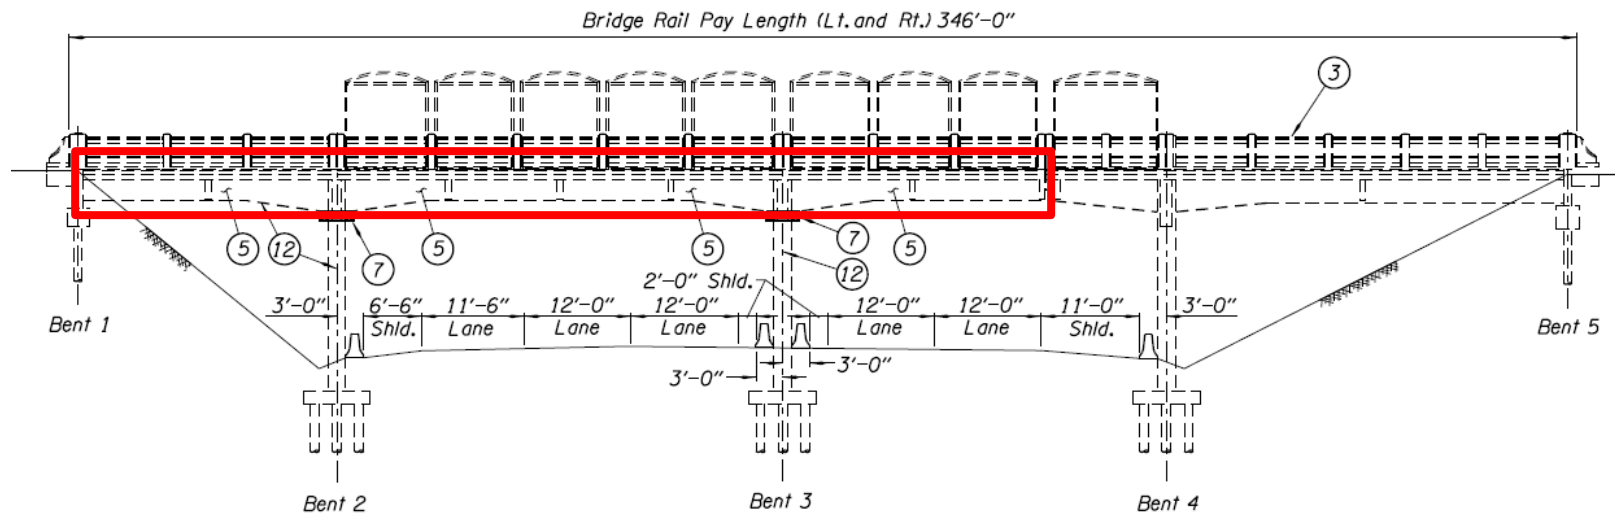 Bridge Rail Pay Length (Lt. and Rt.) 346'-0"
3
5
12
7
5
5
7
12
5
2'-0" Shld.
3'-0"
6'-6"
Shld.
11'-6"
Lane
12'-0"
Lane
12'-0"
Lane
12'-0"
Lane
12'-0"
Lane
11'-0"
Shld.
3'-0"
3'-0"
3'-0"
Bent 1
Bent 5
Bent 2
Bent 3
Bent 4